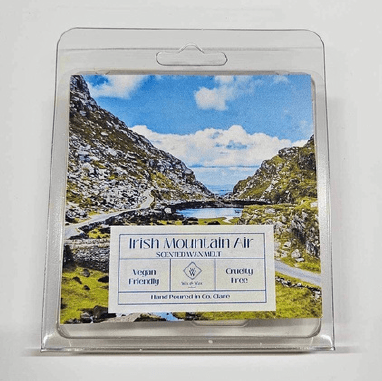 Irish Mountain Air
SCENTED WAX MELT
Vegan Friendly
Cruelty Free
Hand Poured in Co. Clare